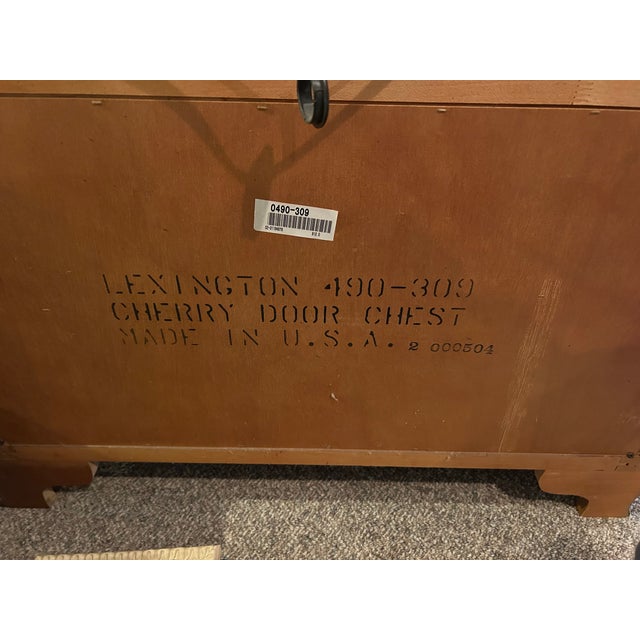 0490-309
LEXINGTON 490-309
CHERRY DOOR CHEST
MADE IN U.S.A. 2 000504